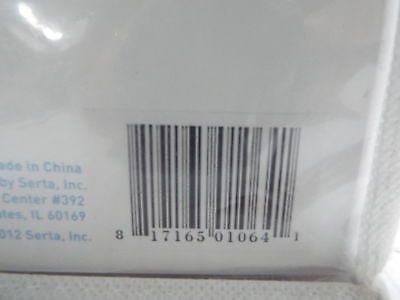 ade in China
by Serta, Inc.
Center #392
ates, IL 60169
012 Serta, Inc.
8 17165 01064 1